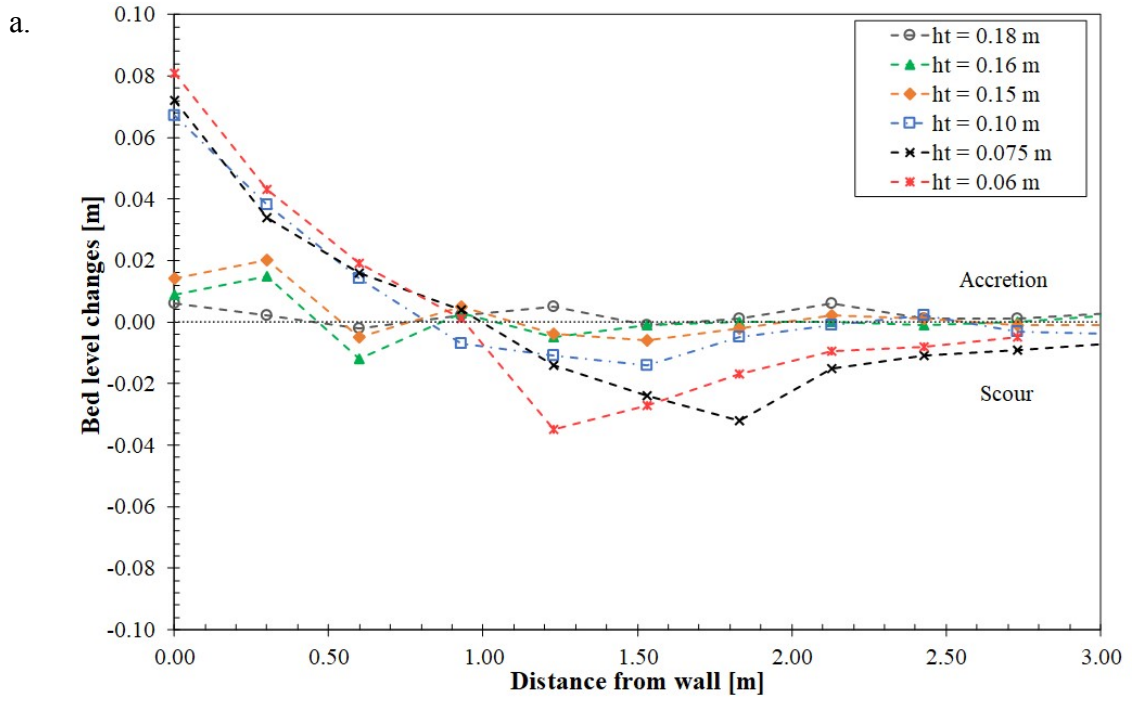 a.
0.10
0.08
0.06
0.04
0.02
0.00
-0.02
-0.04
-0.06
-0.08
-0.10
Bed level changes [m]
ht = 0.18 m
ht = 0.16 m
ht = 0.15 m
ht = 0.10 m
ht = 0.075 m
ht = 0.06 m
Accretion
Scour
0.00 0.50 1.00 1.50 2.00 2.50 3.00
Distance from wall [m]